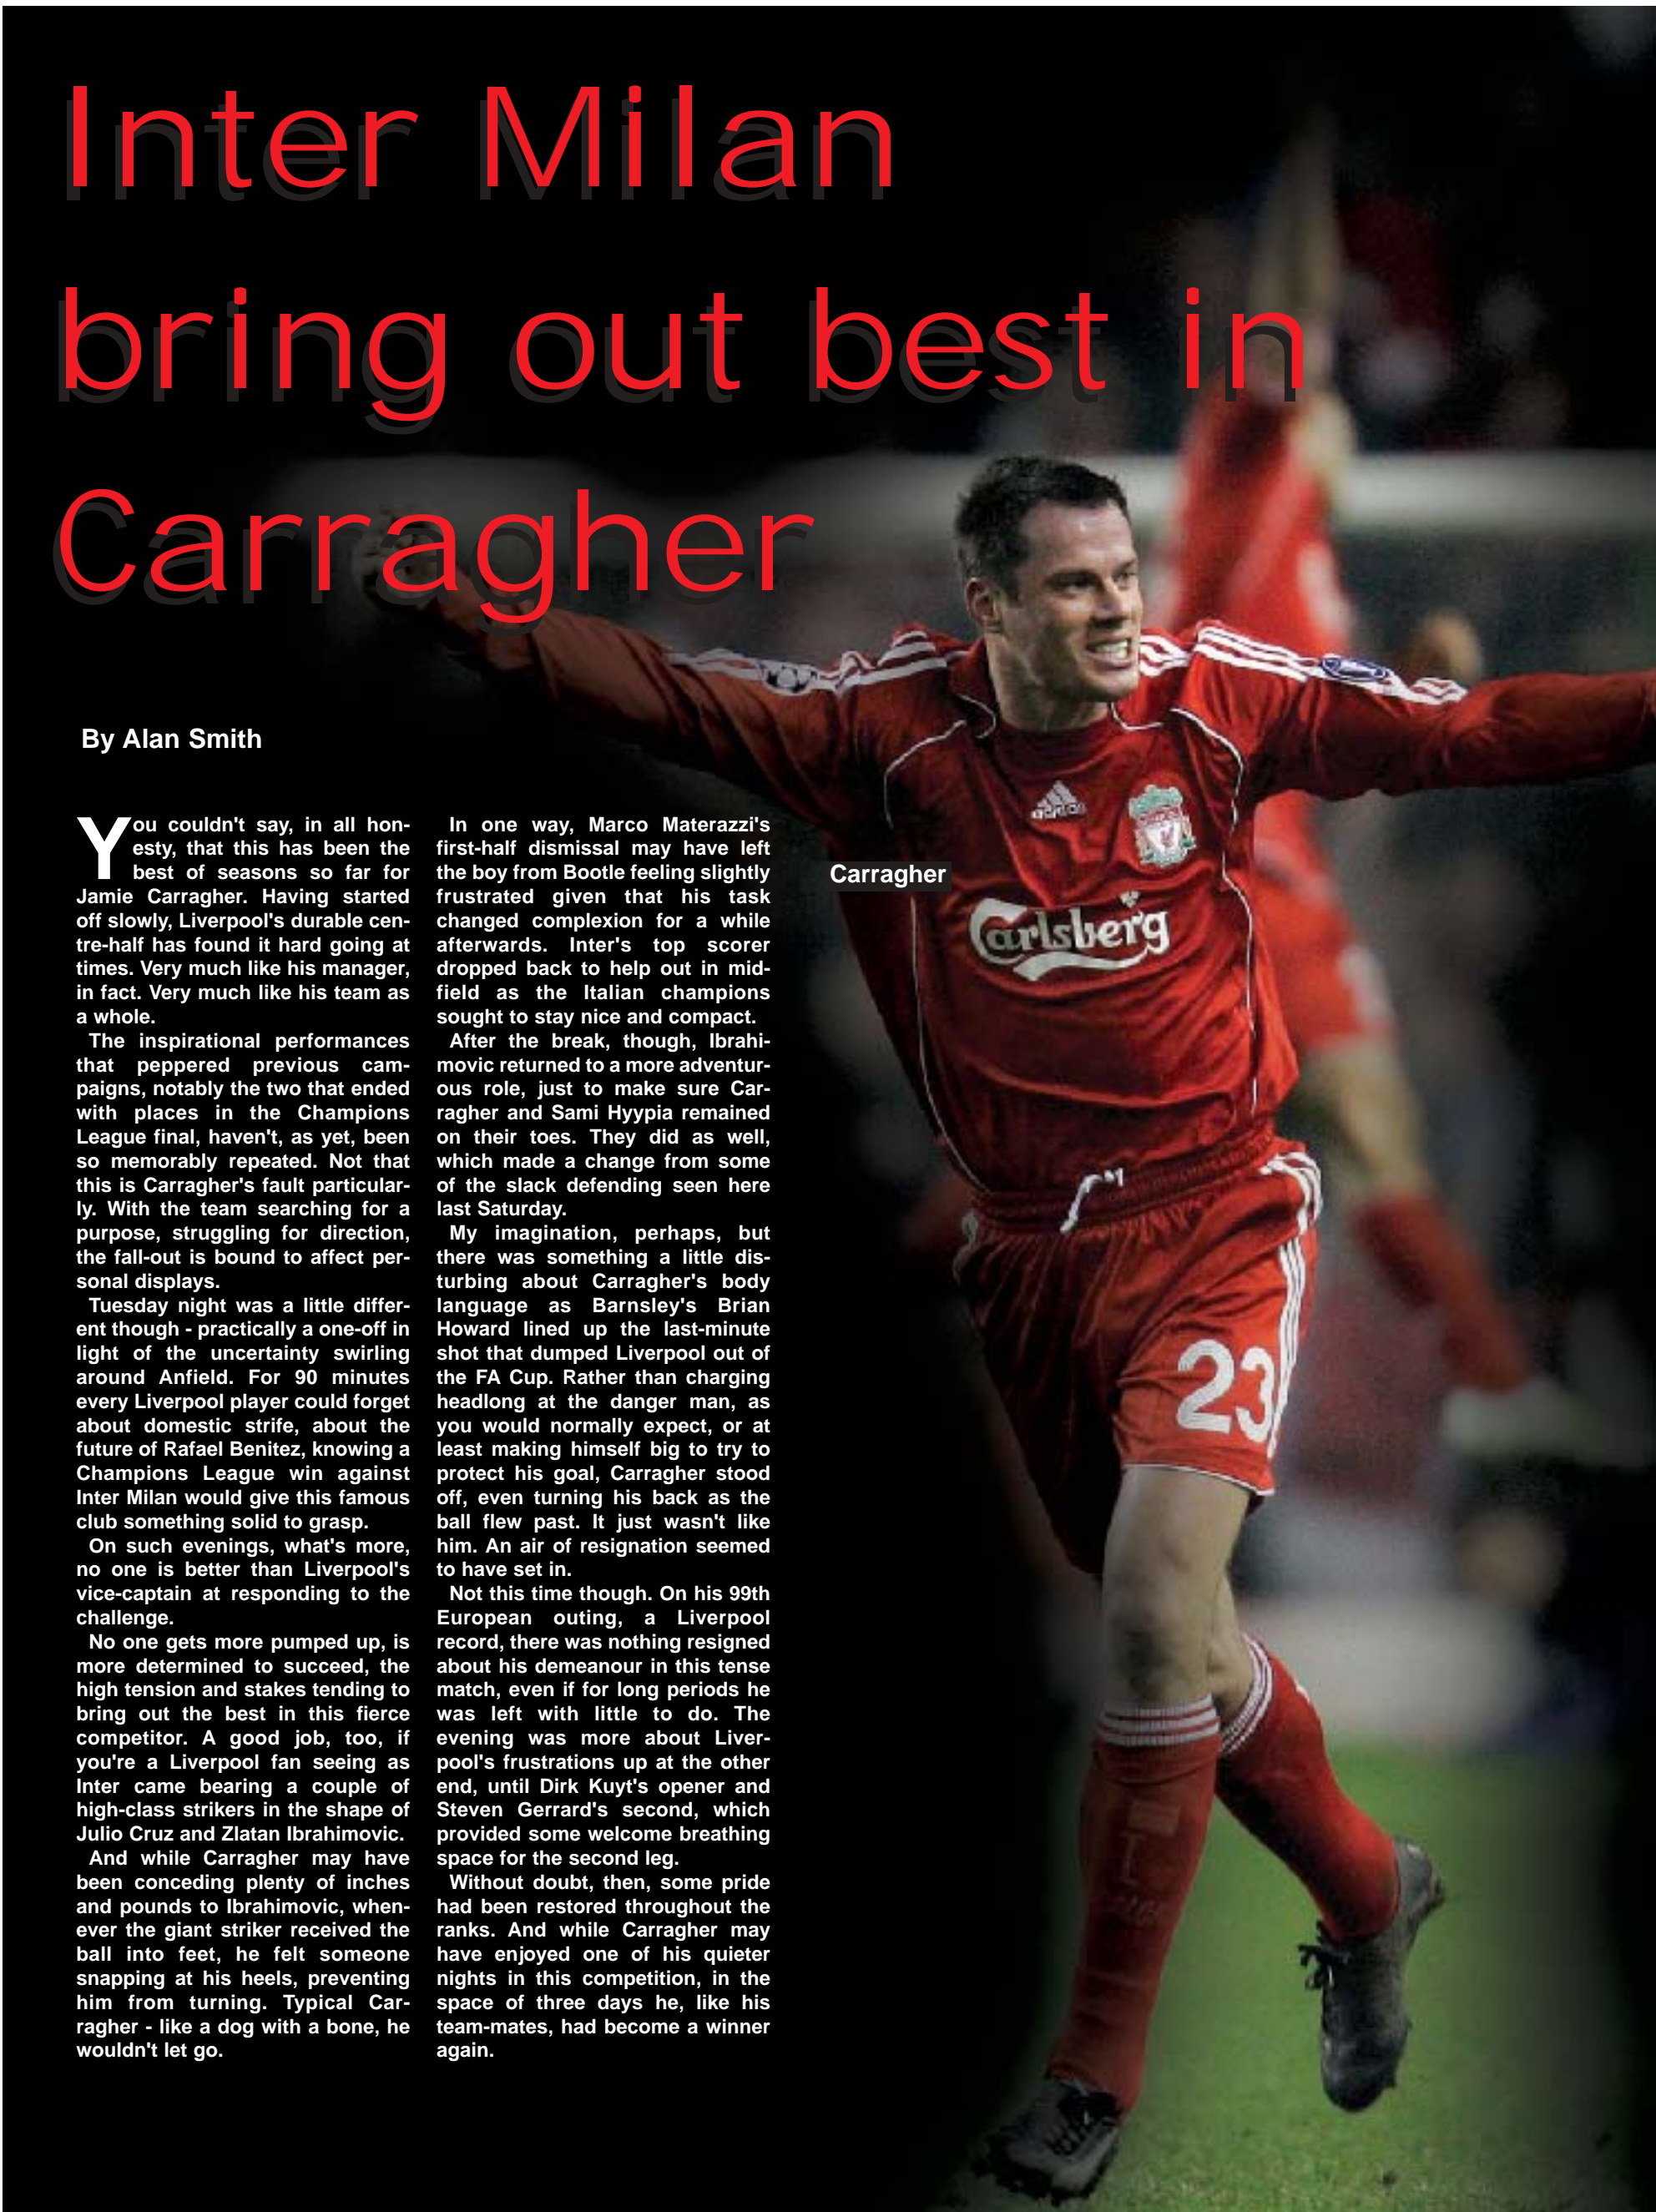 Inter Milan
bring out best in
Carragher
By Alan Smith
You couldn't say, in all hon-
esty, that this has been the
best of seasons so far for
Jamie Carragher. Having started
off slowly, Liverpool's durable cen-
tre-half has found it hard going at
times. Very much like his manager,
in fact. Very much like his team as
a whole.
The inspirational performances
that peppered previous cam-
paigns, notably the two that ended
with places in the Champions
League final, haven't, as yet, been
so memorably repeated. Not that
this is Carragher's fault particular-
ly. With the team searching for a
purpose, struggling for direction,
the fall-out is bound to affect per-
sonal displays.
Tuesday night was a little differ-
ent though - practically a one-off in
light of the uncertainty swirling
around Anfield. For 90 minutes
every Liverpool player could forget
about domestic strife, about the
future of Rafael Benitez, knowing a
Champions League win against
Inter Milan would give this famous
club something solid to grasp.
On such evenings, what's more,
no one is better than Liverpool's
vice-captain at responding to the
challenge.
No one gets more pumped up, is
more determined to succeed, the
high tension and stakes tending to
bring out the best in this fierce
competitor. A good job, too, if
you're a Liverpool fan seeing as
Inter came bearing a couple of
high-class strikers in the shape of
Julio Cruz and Zlatan Ibrahimovic.
And while Carragher may have
been conceding plenty of inches
and pounds to Ibrahimovic, when-
ever the giant striker received the
ball into feet, he felt someone
snapping at his heels, preventing
him from turning. Typical Car-
ragher - like a dog with a bone, he
wouldn't let go.
In one way, Marco Materazzi's
first-half dismissal may have left
the boy from Bootle feeling slightly
frustrated given that his task
changed complexion for a while
afterwards. Inter's top scorer
dropped back to help out in mid-
field as the Italian champions
sought to stay nice and compact.
After the break, though, Ibrahi-
movic returned to a more adventur-
ous role, just to make sure Car-
ragher and Sami Hyypia remained
on their toes. They did as well,
which made a change from some
of the slack defending seen here
last Saturday.
My imagination, perhaps, but
there was something a little dis-
turbing about Carragher's body
language as Barnsley's Brian
Howard lined up the last-minute
shot that dumped Liverpool out of
the FA Cup. Rather than charging
headlong at the danger man, as
you would normally expect, or at
least making himself big to try to
protect his goal, Carragher stood
off, even turning his back as the
ball flew past. It just wasn't like
him. An air of resignation seemed
to have set in.
Not this time though. On his 99th
European outing, a Liverpool
record, there was nothing resigned
about his demeanour in this tense
match, even if for long periods he
was left with little to do. The
evening was more about Liver-
pool's frustrations up at the other
end, until Dirk Kuyt's opener and
Steven Gerrard's second, which
provided some welcome breathing
space for the second leg.
Without doubt, then, some pride
had been restored throughout the
ranks. And while Carragher may
have enjoyed one of his quieter
nights in this competition, in the
space of three days he, like his
team-mates, had become a winner
again.
Carragher
adidas
Carlsberg
23